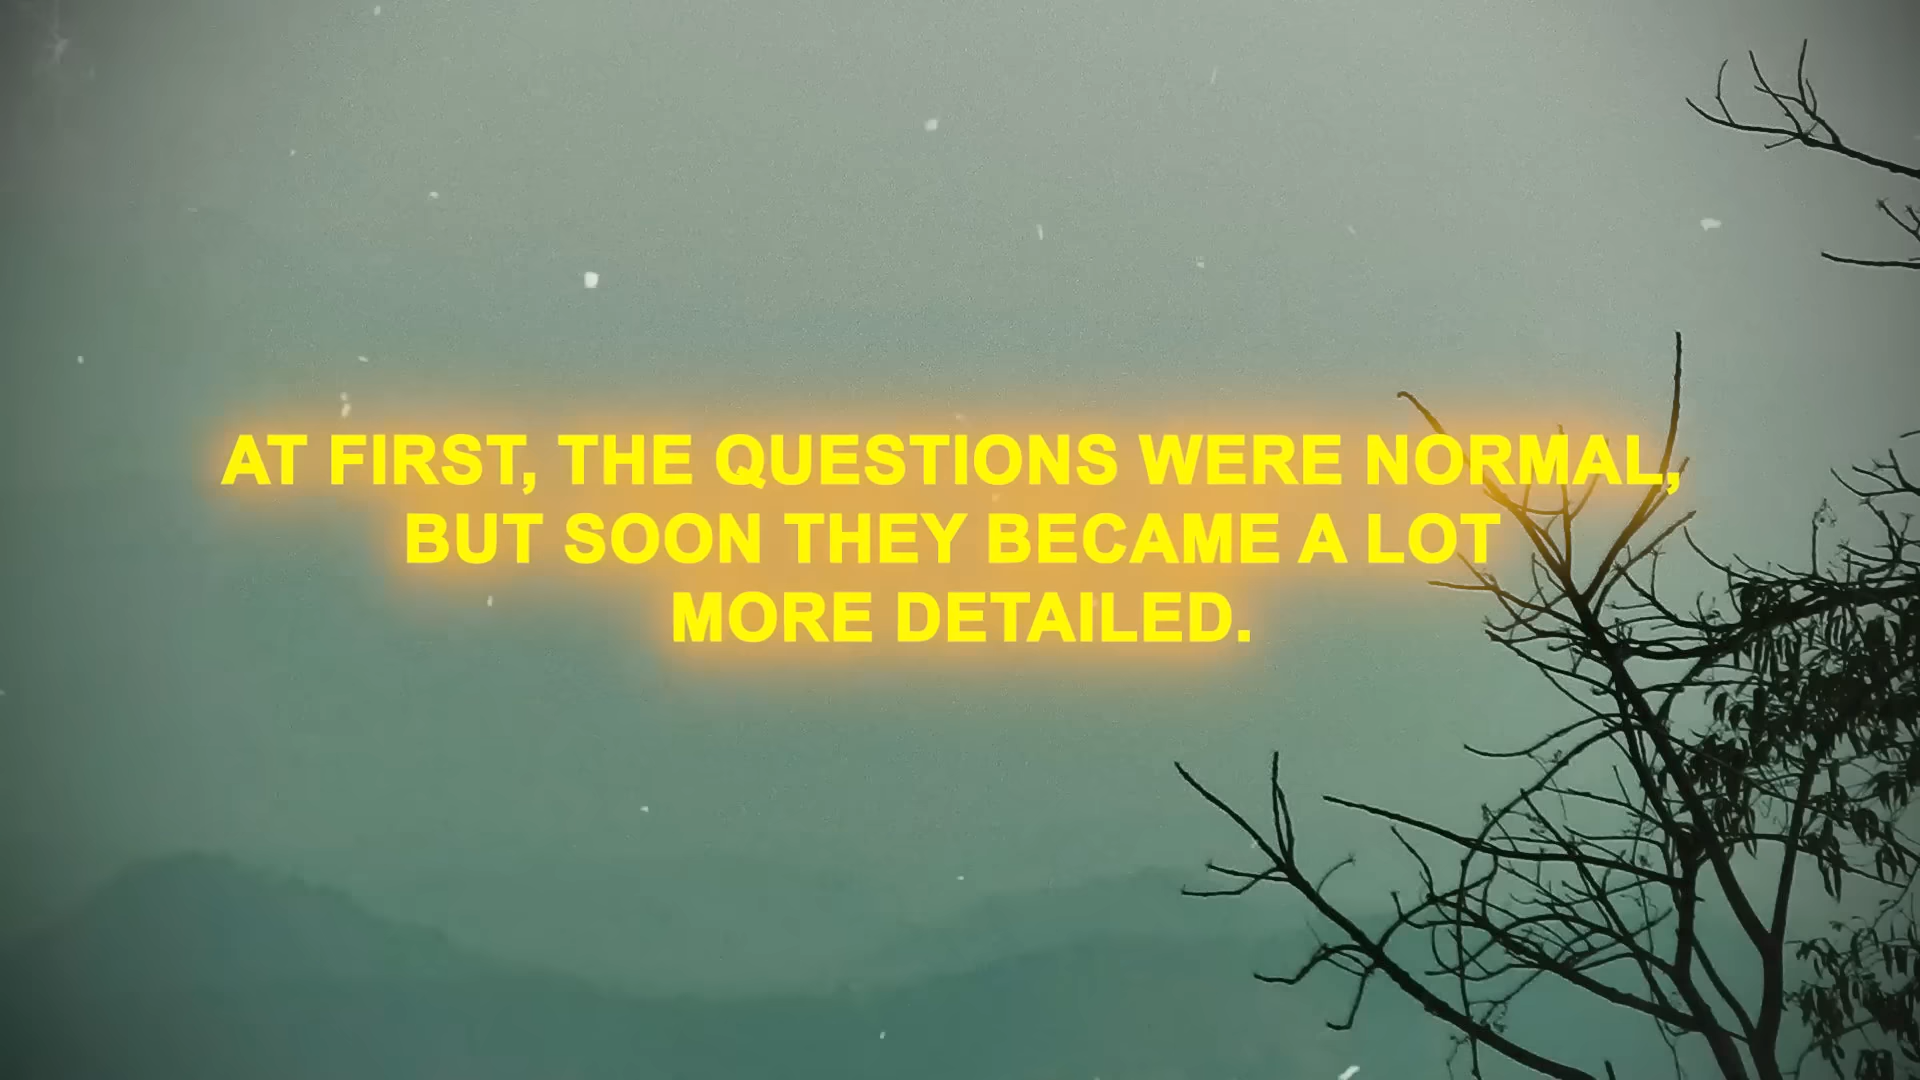 AT FIRST, THE QUESTIONS WERE NORMAL,
BUT SOON THEY BECAME A LOT
MORE DETAILED.